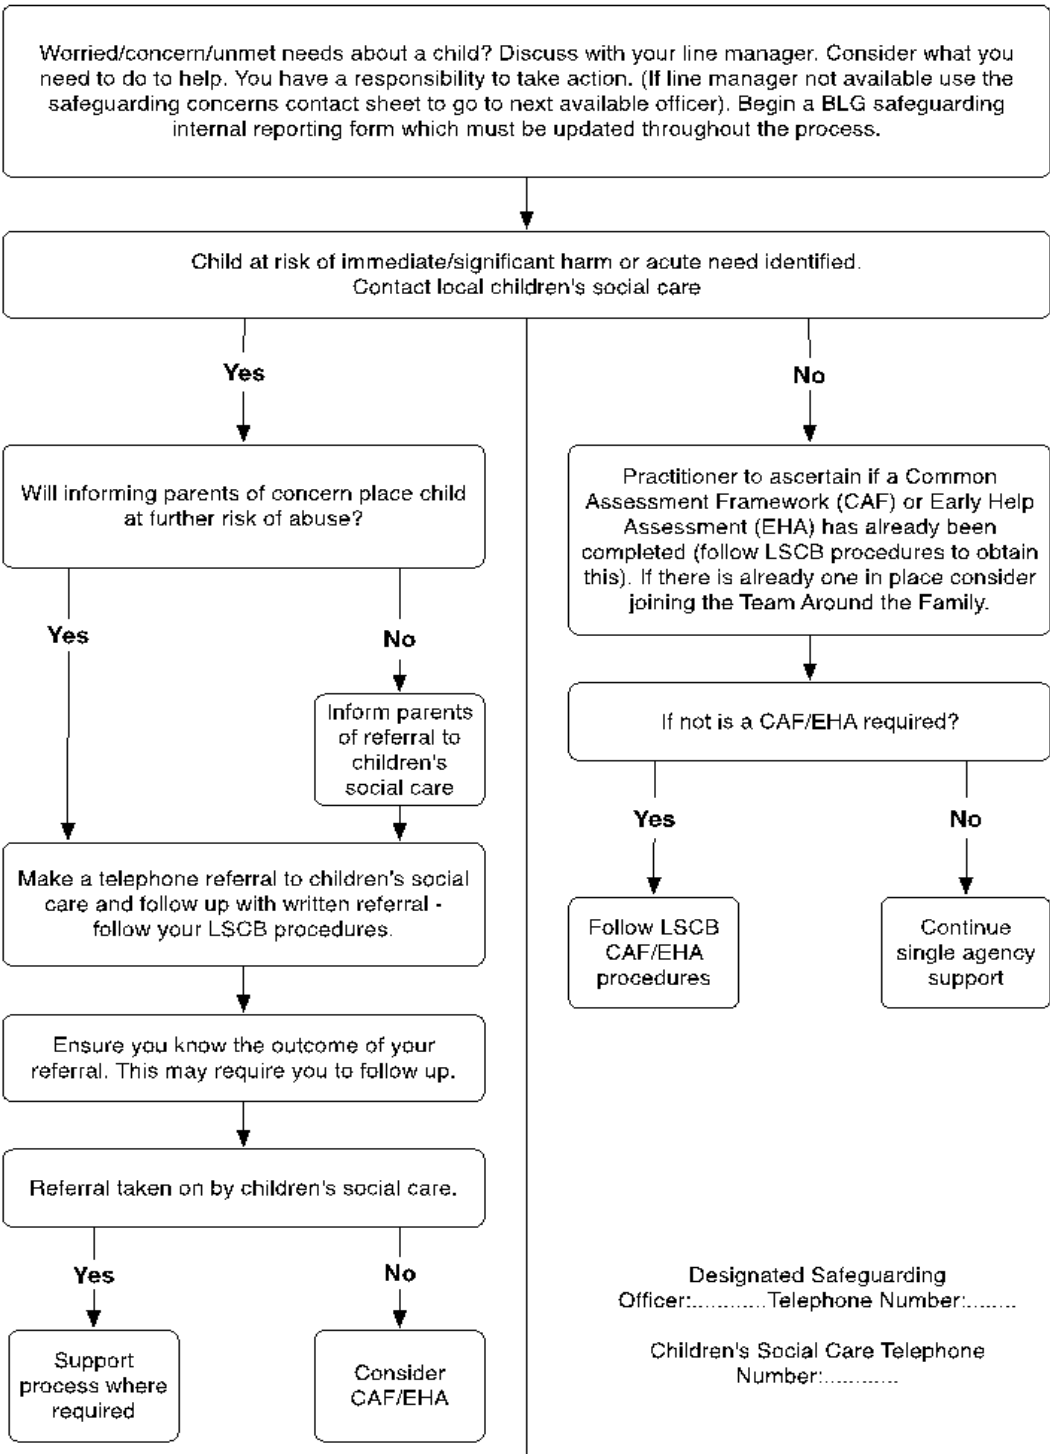 Worried/concern/unmet needs about a child? Discuss with your line manager. Consider what you
need to do to help. You have a responsibility to take action. (If line manager not available use the
safeguarding concerns contact sheet to go to next available officer). Begin a BLG safeguarding
internal reporting form which must be updated throughout the process.
Child at risk of immediate/significant harm or acute need identified.
Contact local children's social care
Yes
Will informing parents of concern place child
at further risk of abuse?
Yes
No
Inform parents
of referral to
children's
social care
Make a telephone referral to children's social
care and follow up with written referral -
follow your LSCB procedures.
Ensure you know the outcome of your
referral. This may require you to follow up.
Referral taken on by children's social care.
Yes
No
Support
process where
required
Consider
CAF/EHA
No
Practitioner to ascertain if a Common
Assessment Framework (CAF) or Early Help
Assessment (EHA) has already been
completed (follow LSCB procedures to obtain
this). If there is already one in place consider
joining the Team Around the Family.
If not is a CAF/EHA required?
Yes
No
Follow LSCB
CAF/EHA
procedures
Continue
single agency
support
Designated Safeguarding
Officer:............Telephone Number:........
Children's Social Care Telephone
Number:............